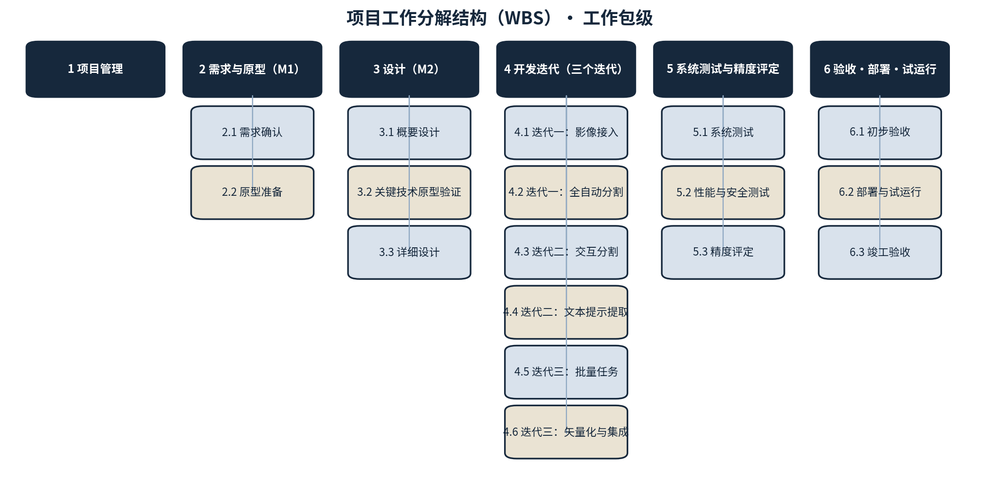 项目工作分解结构（WBS）· 工作包级
1 项目管理
2 需求与原型（M1）
3 设计（M2）
4 开发迭代（三个迭代）
5 系统测试与精度评定
6 验收·部署·试运行
2.1 需求确认
3.1 概要设计
4.1 迭代一：影像接入
5.1 系统测试
6.1 初步验收
2.2 原型准备
3.2 关键技术原型验证
4.2 迭代一：全自动分割
5.2 性能与安全测试
6.2 部署与试运行
3.3 详细设计
4.3 迭代二：交互分割
5.3 精度评定
6.3 竣工验收
4.4 迭代二：文本提示提取
4.5 迭代三：批量任务
4.6 迭代三：矢量化与集成